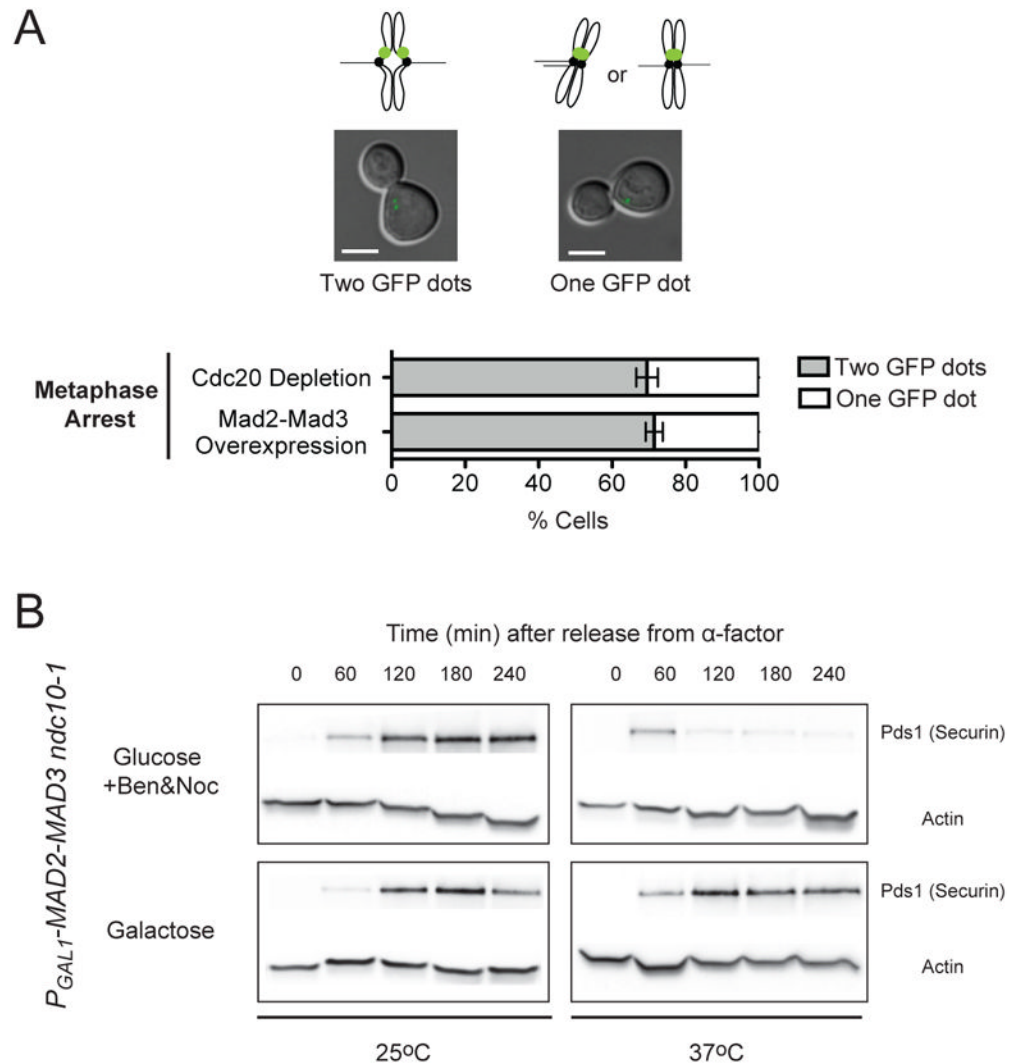 A
or
Two GFP dots
One GFP dot
Metaphase
Arrest
Cdc20 Depletion
Mad2-Mad3
Overexpression
Two GFP dots
One GFP dot
0 20 40 60 80 100
% Cells
B
Time (min) after release from α-factor
0 60 120 180 240
0 60 120 180 240
P_GAL1-MAD2-MAD3 ndc10-1
Glucose
+Ben&Noc
Pds1 (Securin)
Actin
Galactose
Pds1 (Securin)
Actin
25ºC
37ºC